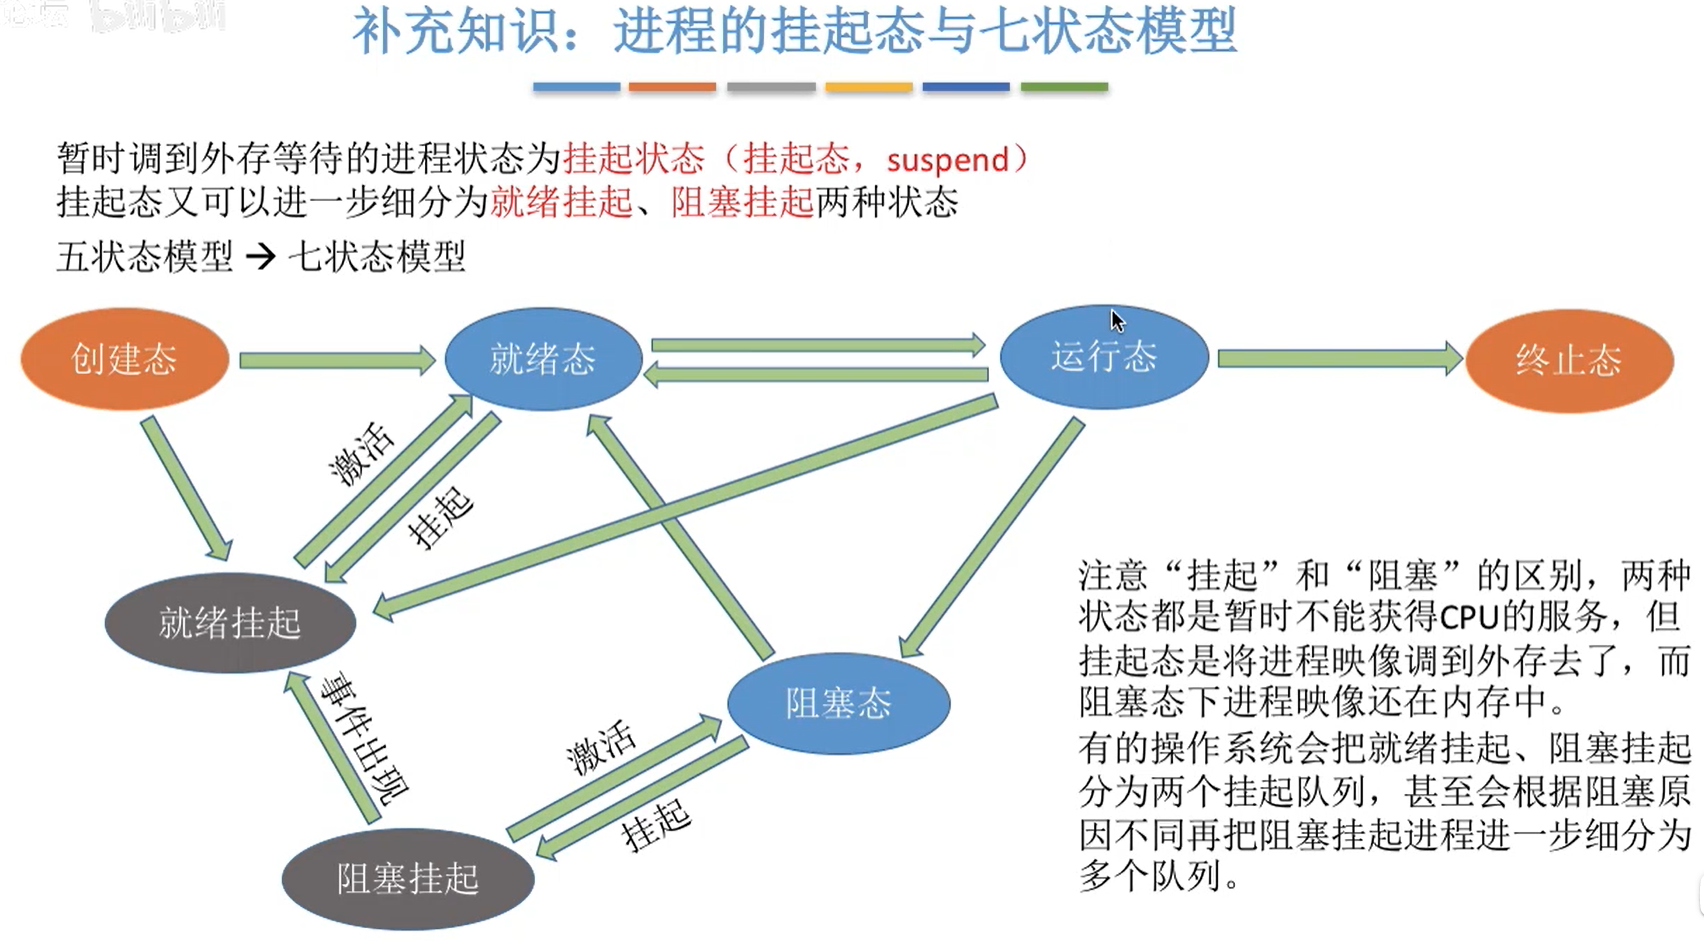 bilibili
补充知识：进程的挂起态与七状态模型
暂时调到外存等待的进程状态为挂起状态（挂起态，suspend）
挂起态又可以进一步细分为就绪挂起、阻塞挂起两种状态
五状态模型→七状态模型
创建态
就绪态
运行态
终止态
激活
挂起
就绪挂起
事件出现
阻塞态
激活
挂起
阻塞挂起
注意“挂起”和“阻塞”的区别，两种
状态都是暂时不能获得CPU的服务，但
挂起态是将进程映像调到外存去了，而
阻塞态下进程映像还在内存中。
有的操作系统会把就绪挂起、阻塞挂起
分为两个挂起队列，甚至会根据阻塞原
因不同再把阻塞挂起进程进一步细分为
多个队列。